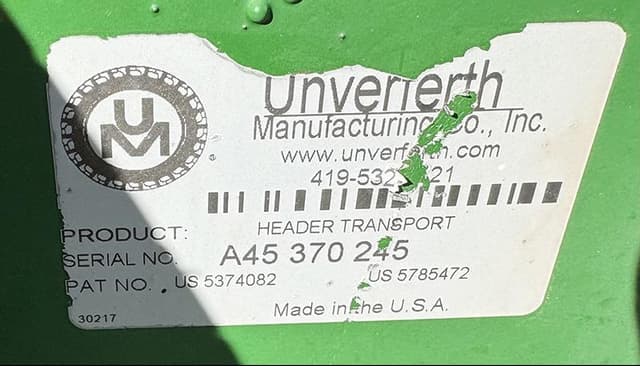 UM
Unverferth
Manufacturing Co., Inc.
www.unverferth.com
HEADER TRANSPORT
PRODUCT:
SERIAL NO. A45 370 245
PAT NO. US 5374082 US 5785472
Made in the U.S.A.
30217